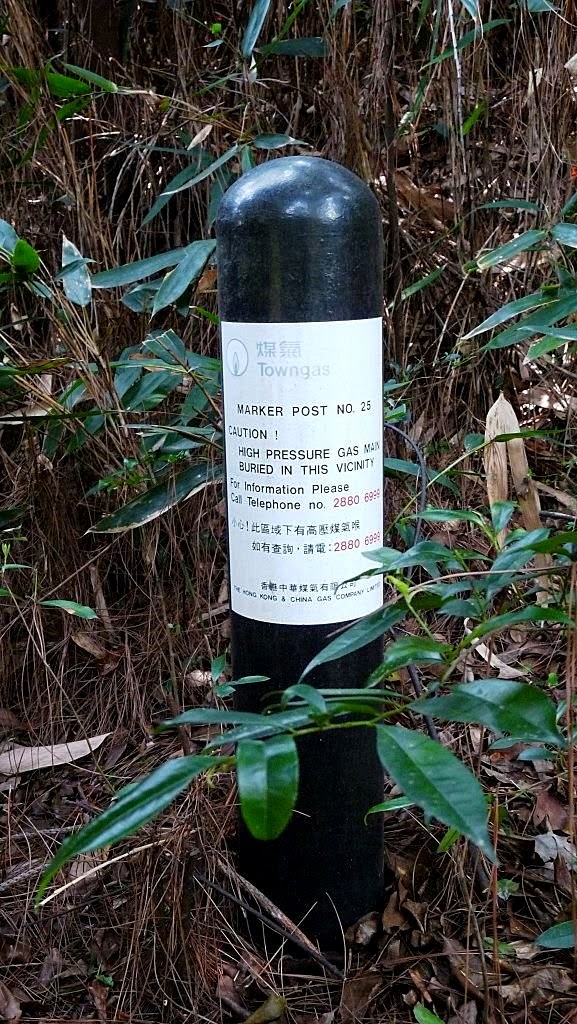 煤氣
Towngas
MARKER POST NO. 25
CAUTION !
HIGH PRESSURE GAS MAIN
BURIED IN THIS VICINITY
For Information Please
Call Telephone no. 2880 6999
小心!此區域下有高壓煤氣喉
如有查詢,請電:2880 6999
香港中華煤氣有限公司
THE HONG KONG & CHINA GAS COMPANY LIMITED